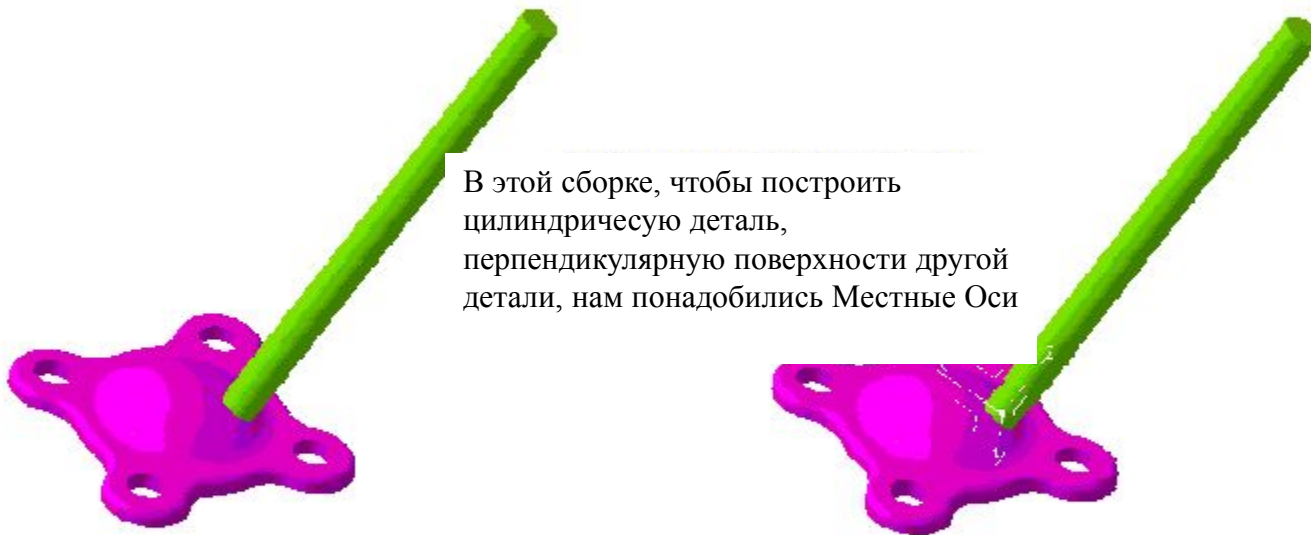 В этой сборке, чтобы построить
цилиндричесую деталь,
перпендикулярную поверхности другой
детали, нам понадобились Местные Оси